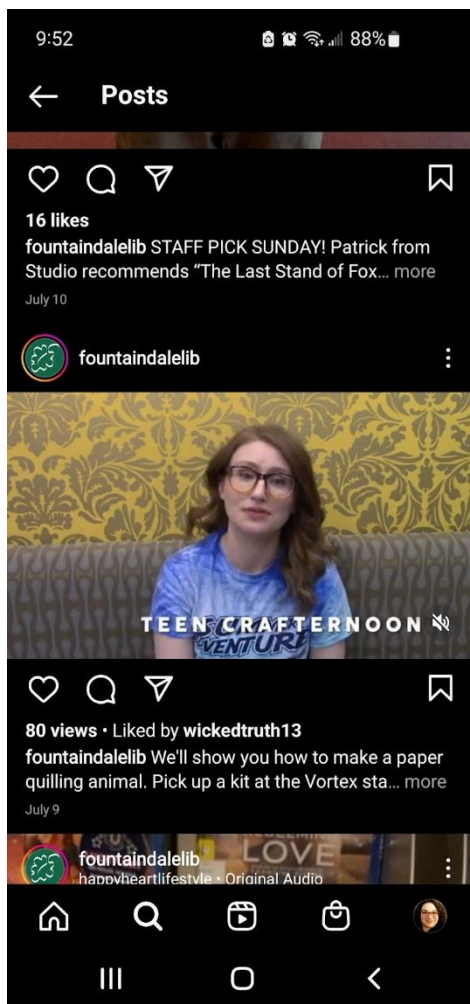 9:52 88%
Posts
16 likes
fountaindalelib STAFF PICK SUNDAY! Patrick from
Studio recommends “The Last Stand of Fox... more
July 10
fountaindalelib
TEEN CRAFTERNOON
VENTURE
80 views • Liked by wickedtruth13
fountaindalelib We'll show you how to make a paper
quilling animal. Pick up a kit at the Vortex sta... more
July 9
LOVE
fountaindalelib
happyheartlifestyle • Original Audio